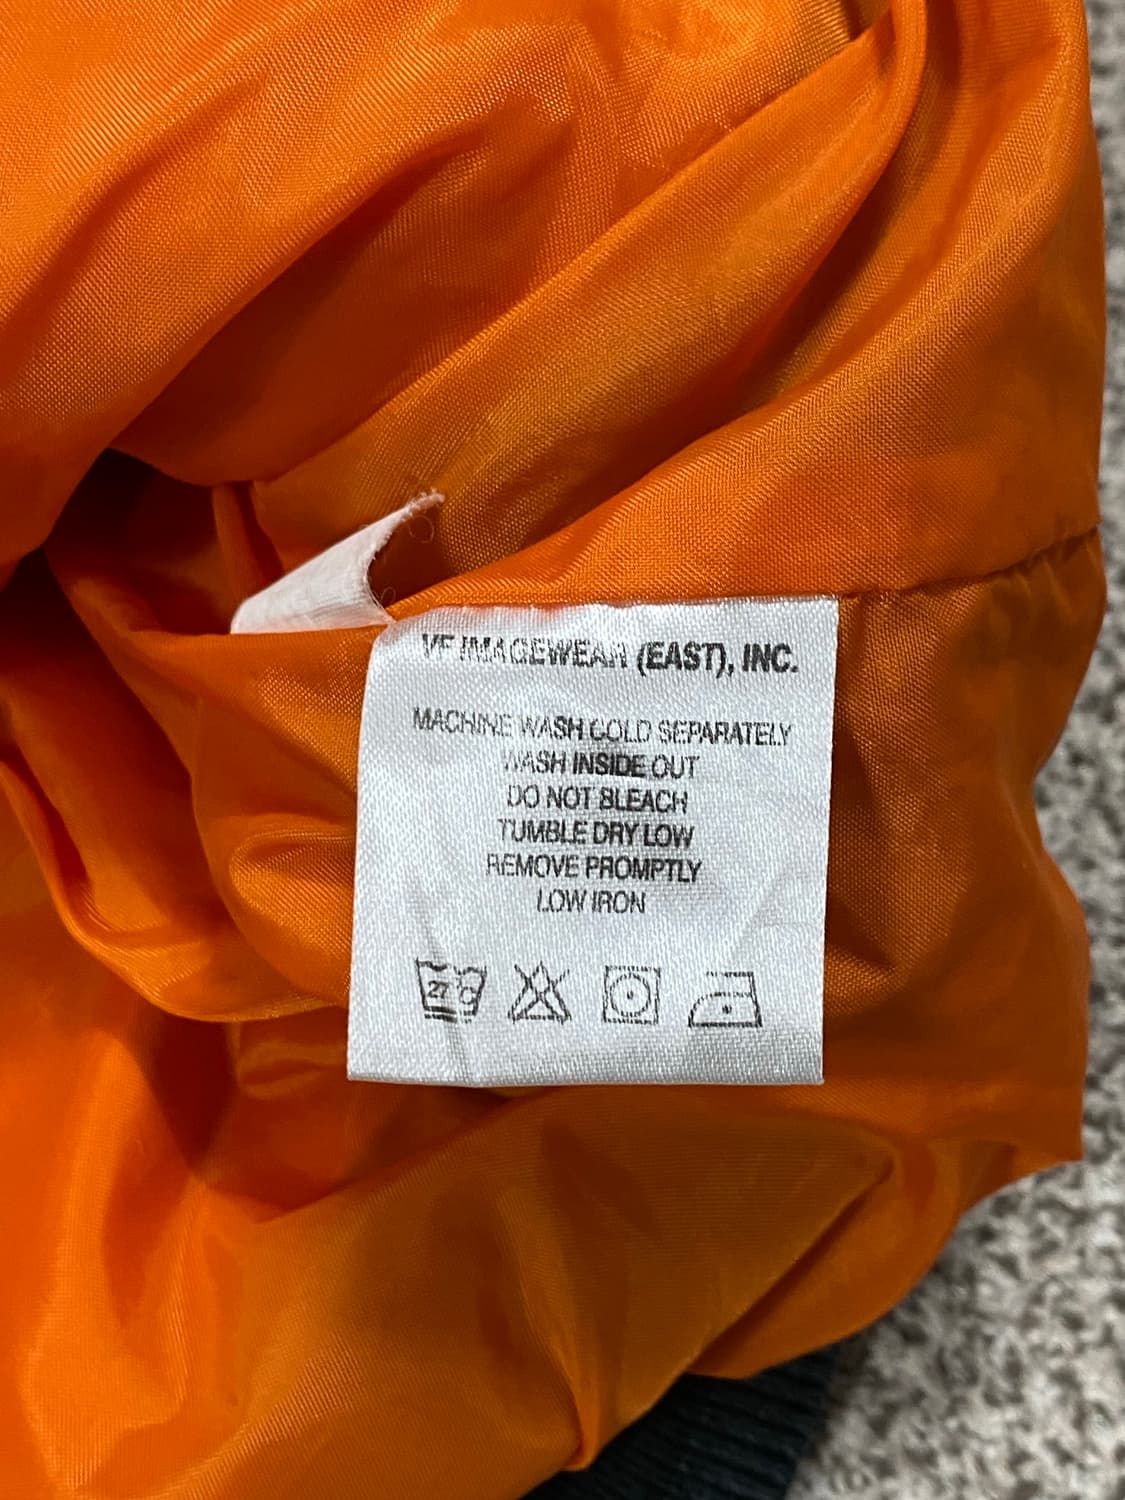 VF IMAGEWEAR (EAST), INC.
MACHINE WASH COLD SEPARATELY
WASH INSIDE OUT
DO NOT BLEACH
TUMBLE DRY LOW
REMOVE PROMPTLY
LOW IRON
27°C